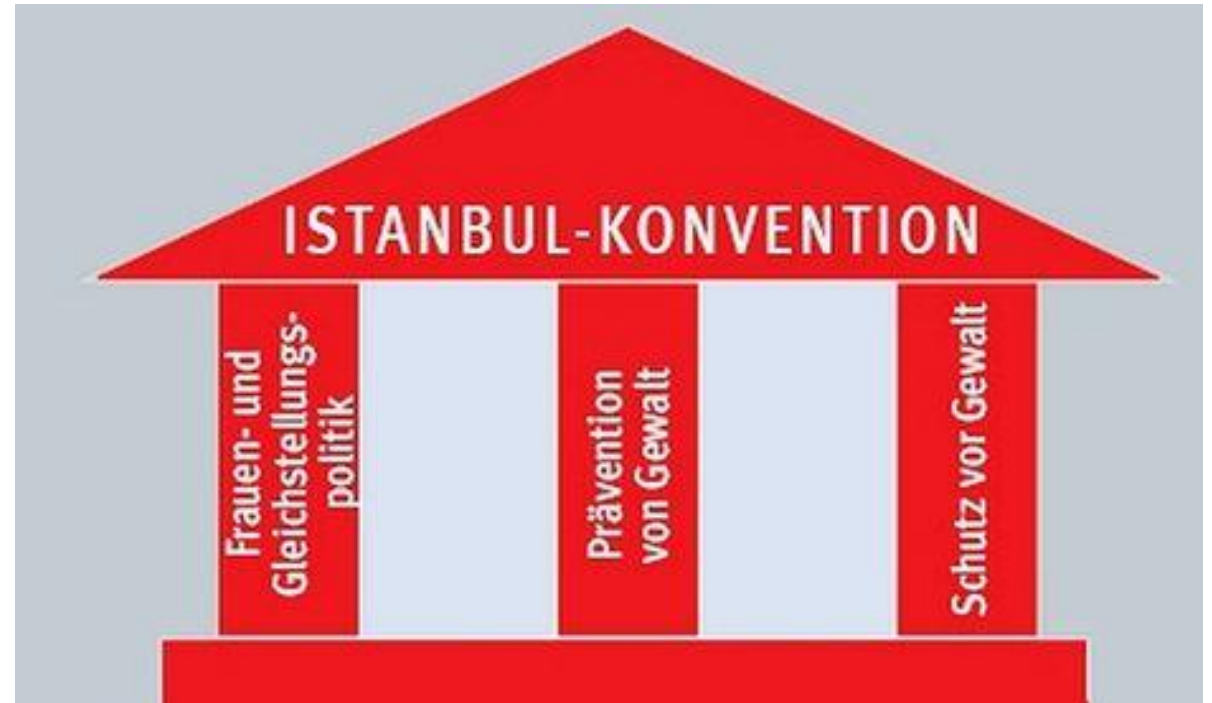 ISTANBUL-KONVENTION
Frauen- und
Gleichstellungs-
politik
Prävention
von Gewalt
Schutz vor Gewalt